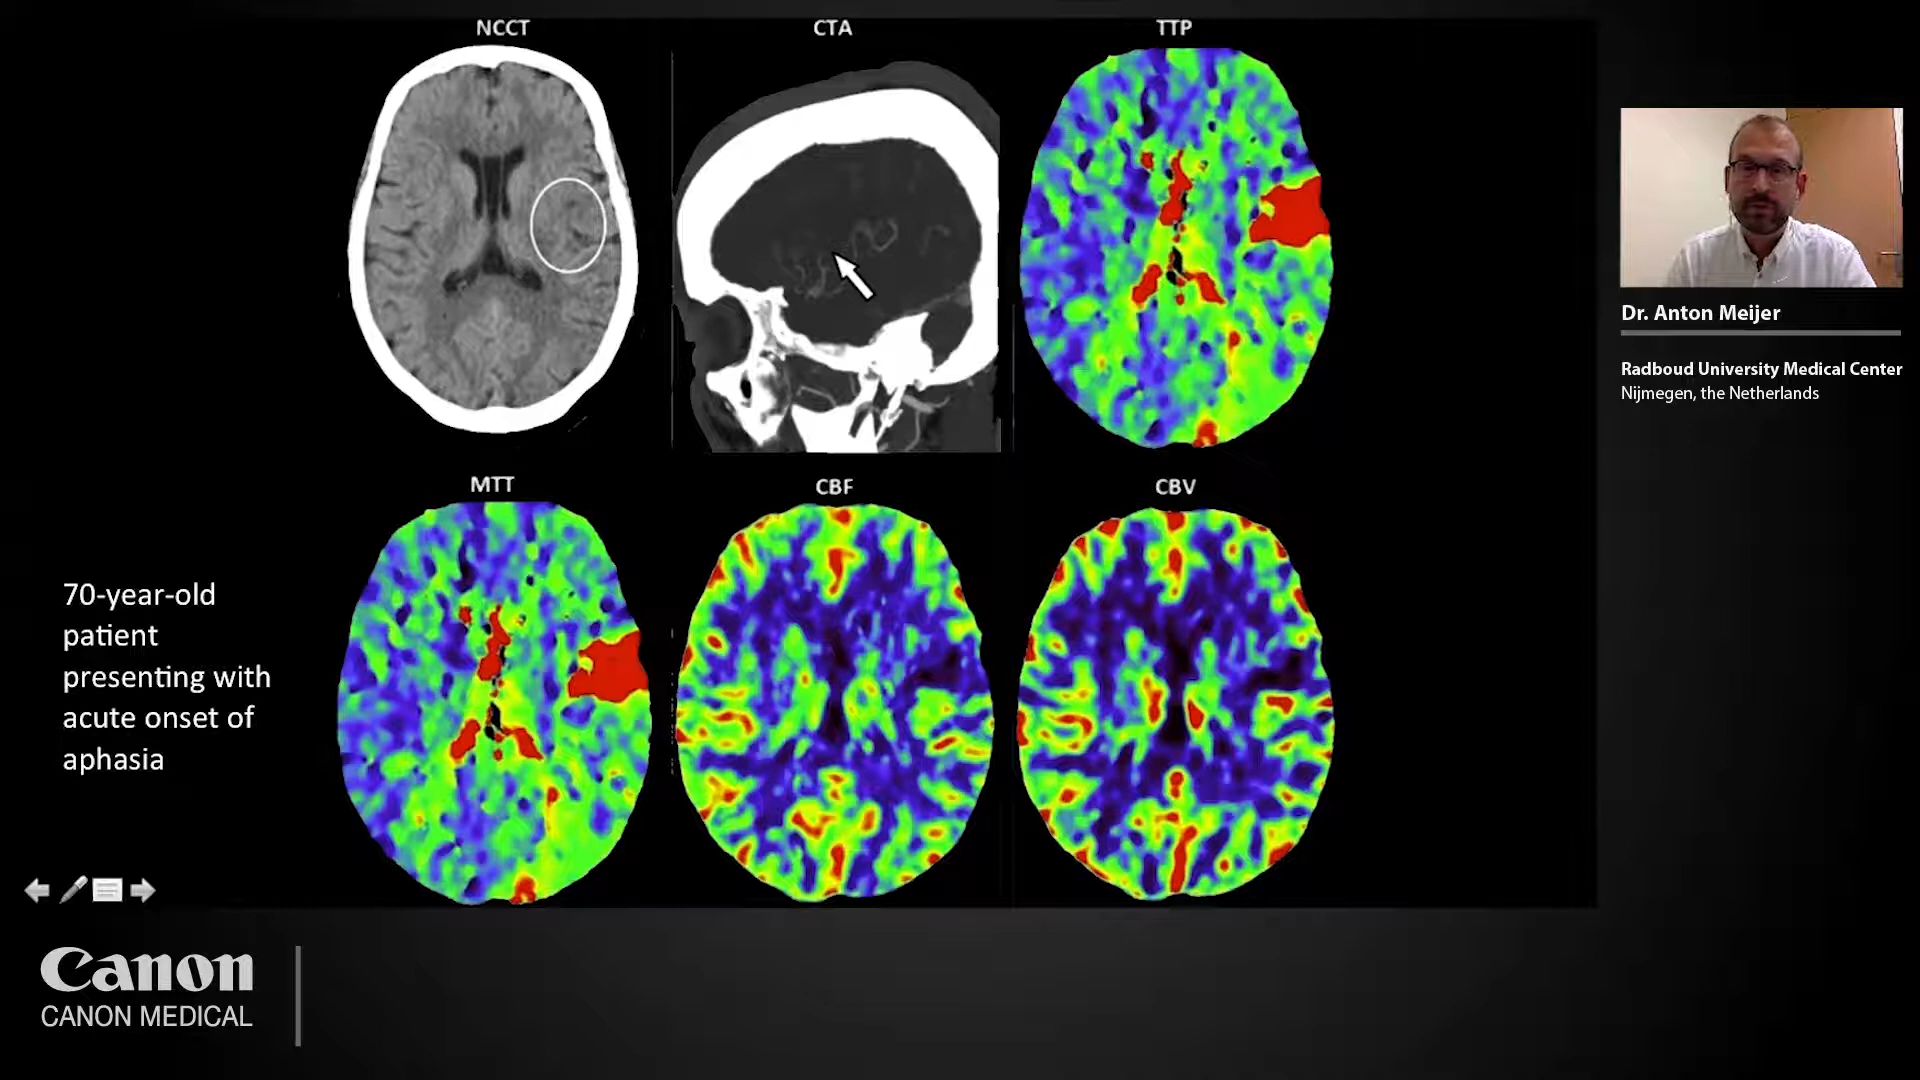 NCCT
CTA
TTP
MTT
CBF
CBV
70-year-old
patient
presenting with
acute onset of
aphasia
Dr. Anton Meijer
Radboud University Medical Center
Nijmegen, the Netherlands
Canon
CANON MEDICAL